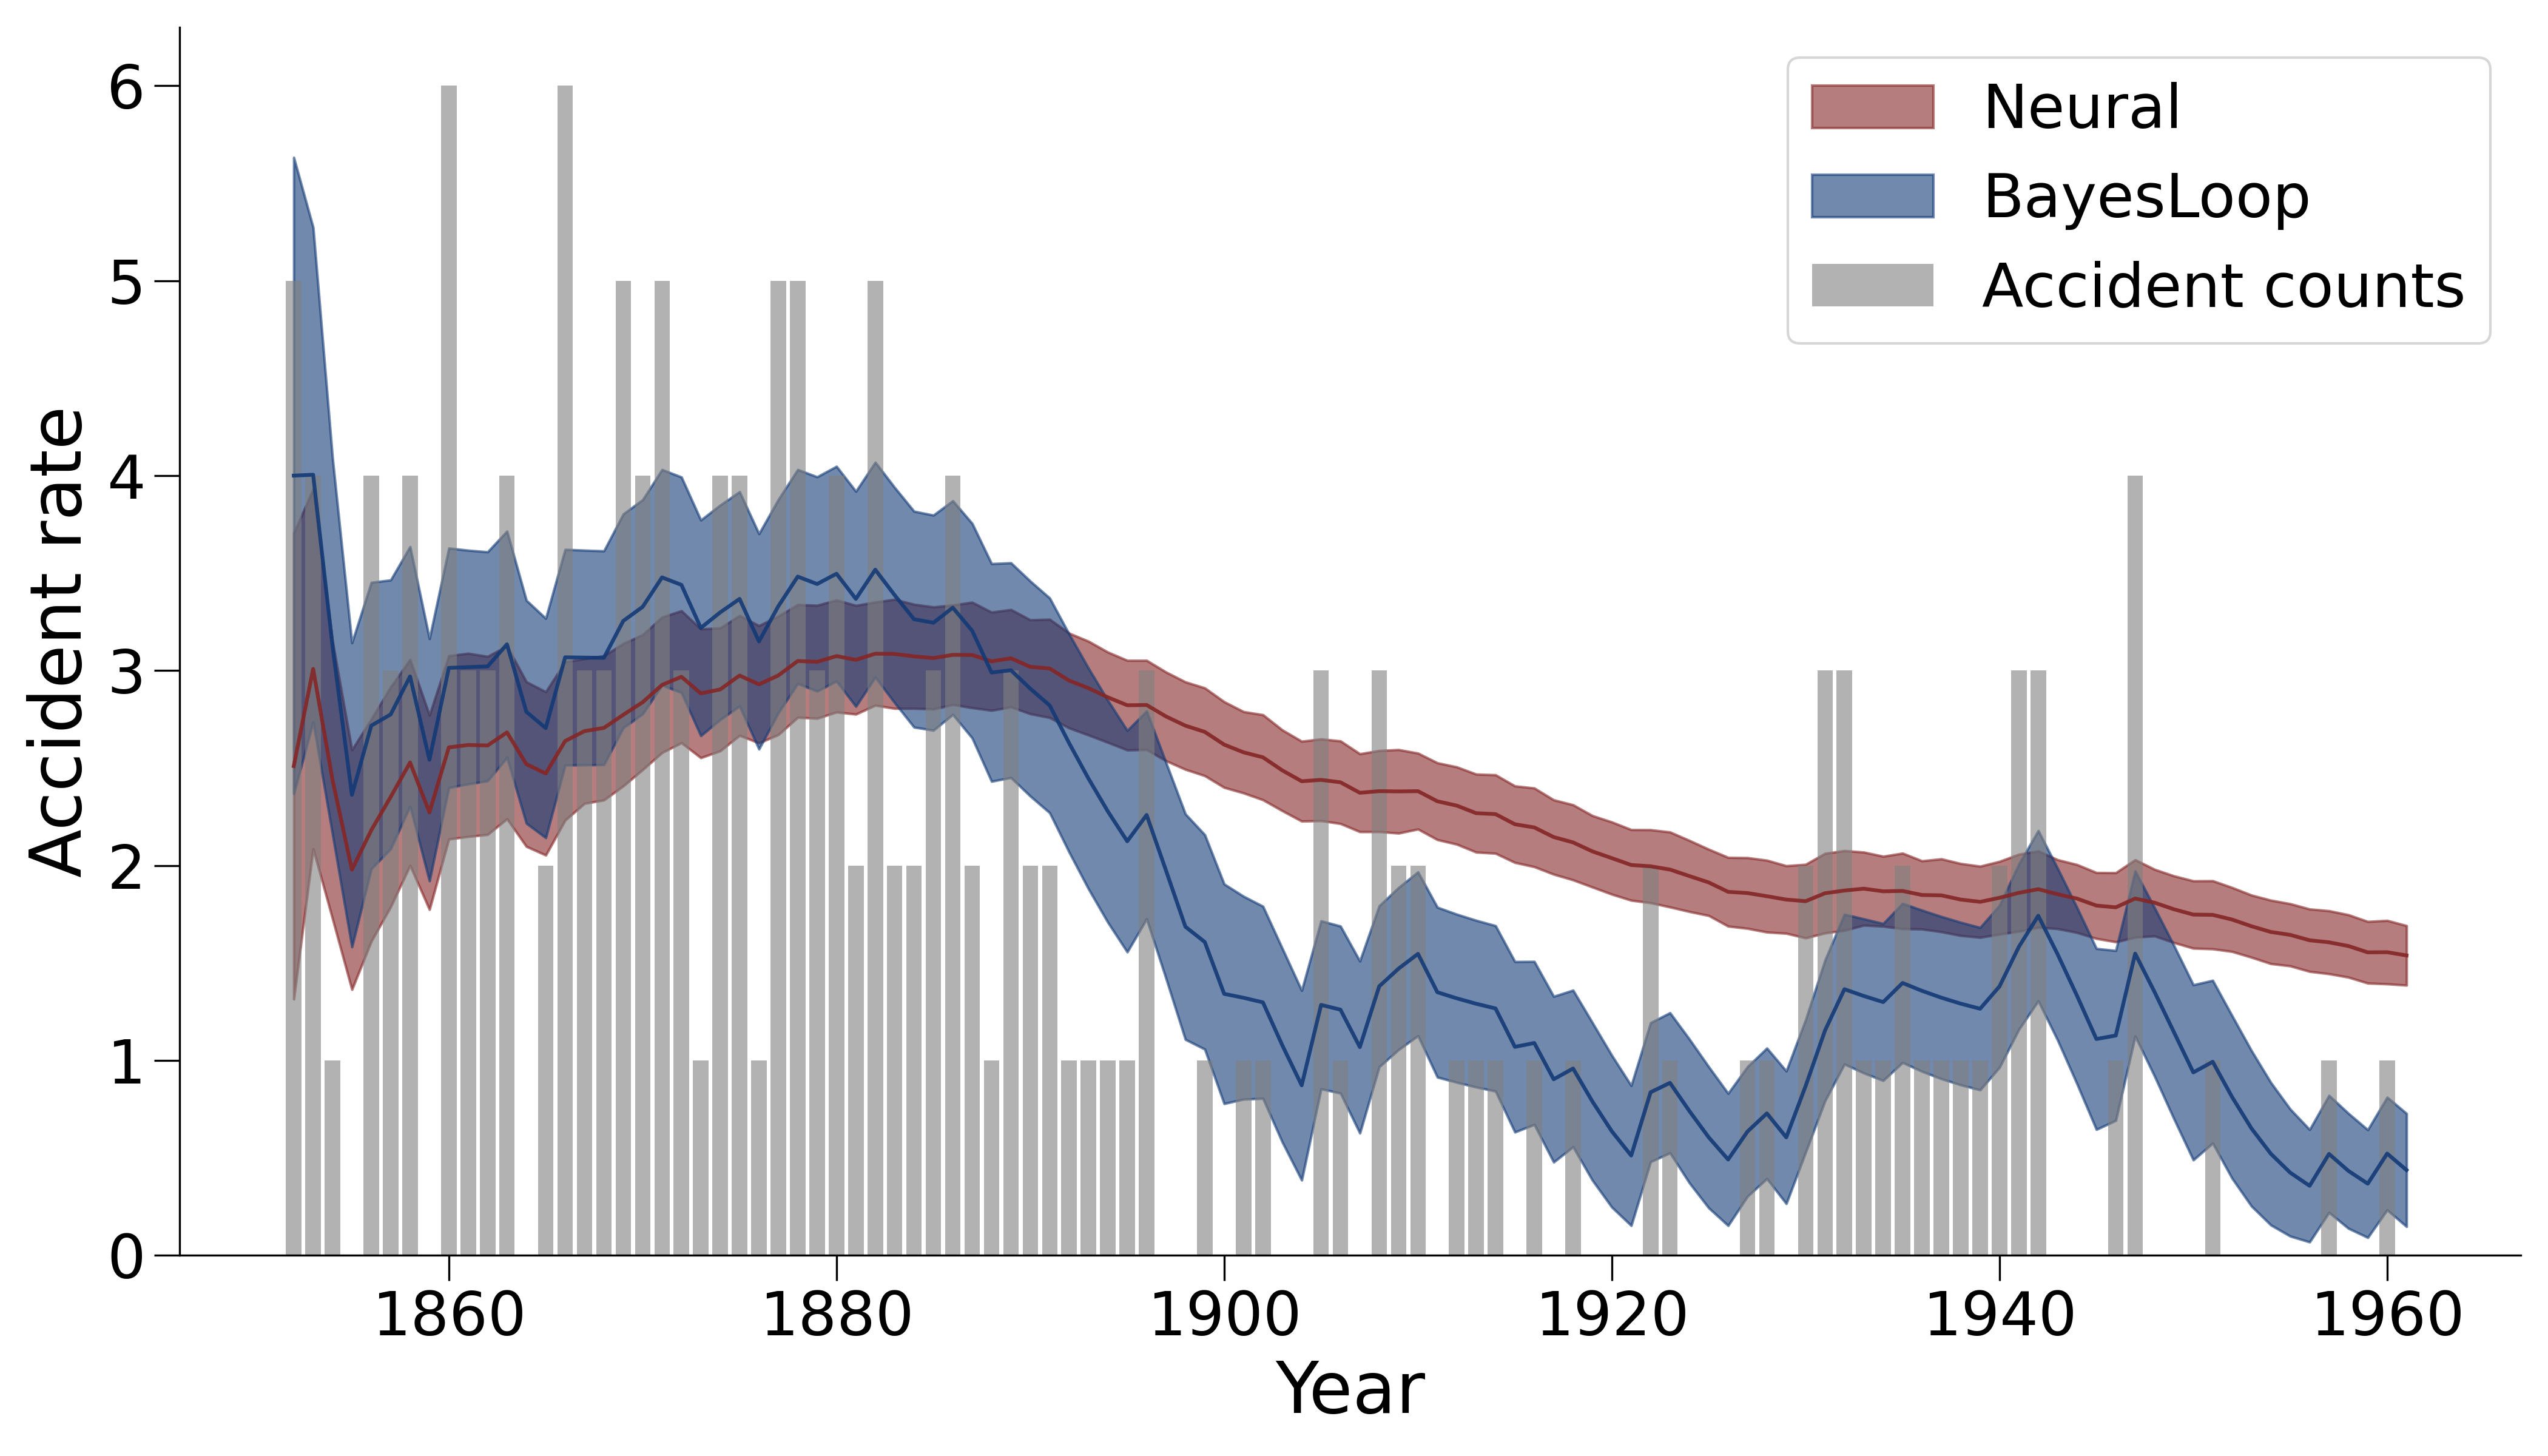 Neural
BayesLoop
Accident counts
Accident rate
6
5
4
3
2
1
0
1860 1880 1900 1920 1940 1960
Year